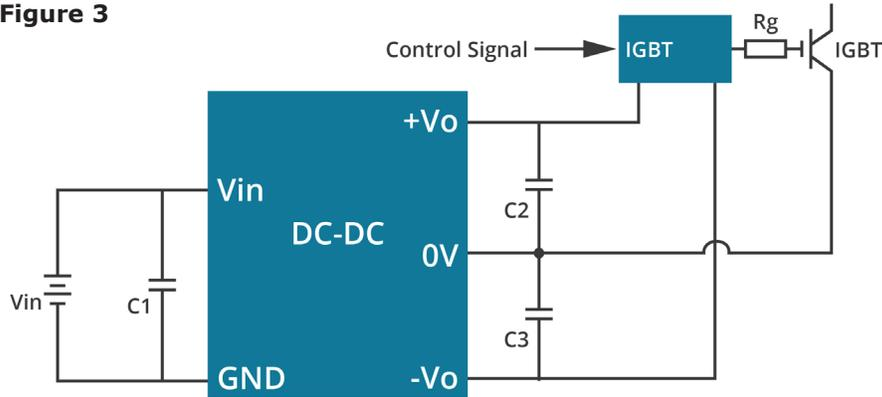 Figure 3
Control Signal
IGBT
Rg
IGBT
+Vo
Vin
C2
DC-DC
0V
Vin
C1
C3
GND
-Vo